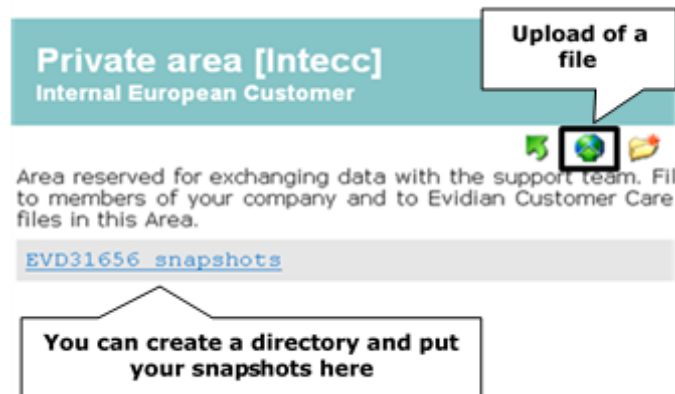 Private area [Intecc]
Internal European Customer
Upload of a
file
Area reserved for exchanging data with the support team. Fil
to members of your company and to Evidian Customer Care
files in this Area.
EVD31656 snapshots
You can create a directory and put
your snapshots here